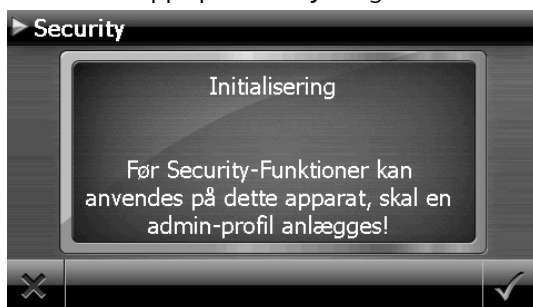 Security
Initialisering
Før Security-Funktioner kan
anvendes på dette apparat, skal en
admin-profil anlægges!